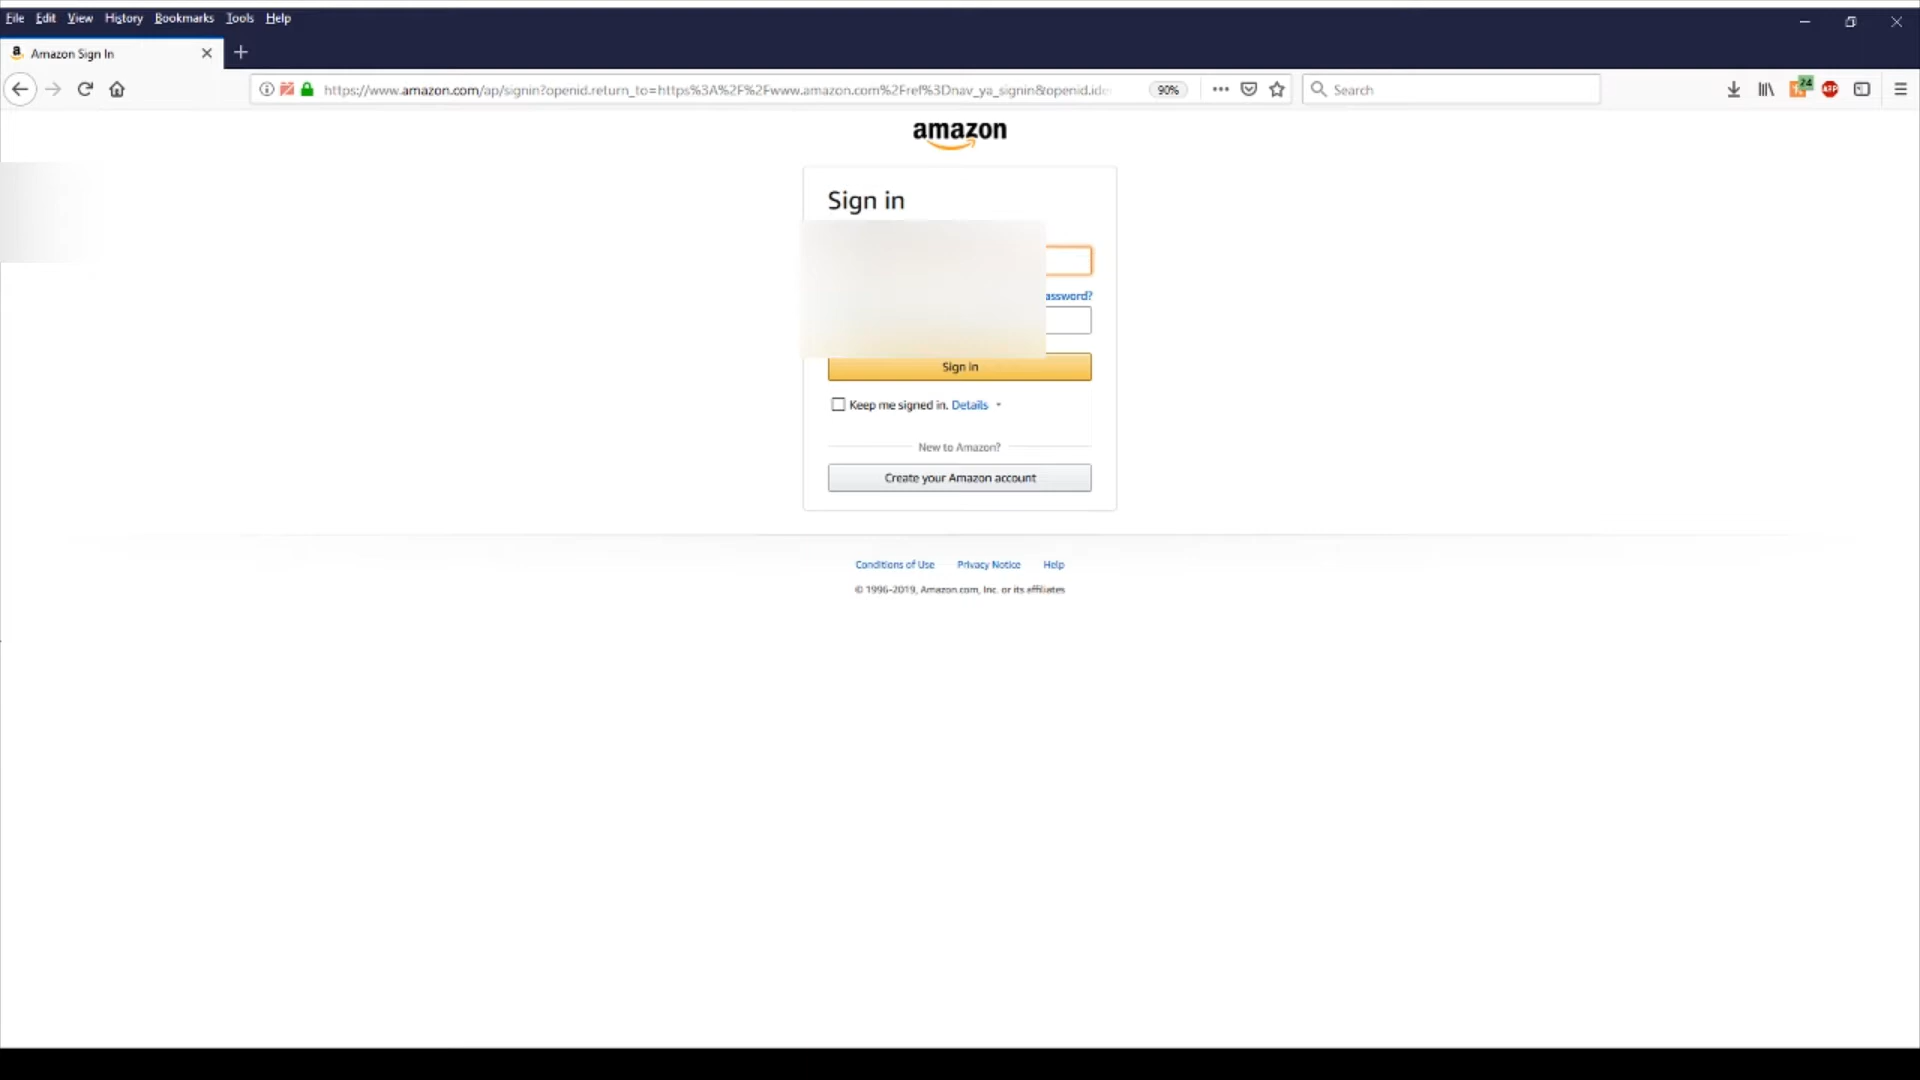 File Edit View History Bookmarks Tools Help
Amazon Sign In
https://www.amazon.com/ap/signin?openid.return_to=https%3A%2F%2Fwww.amazon.com%2Fref%3Dnav_ya_signin&openid.ide
90%
Search
24
ABP
amazon
Sign in
assword?
Sign in
Keep me signed in. Details
New to Amazon?
Create your Amazon account
Conditions of Use Privacy Notice Help
© 1996-2019, Amazon.com, Inc. or its affiliates